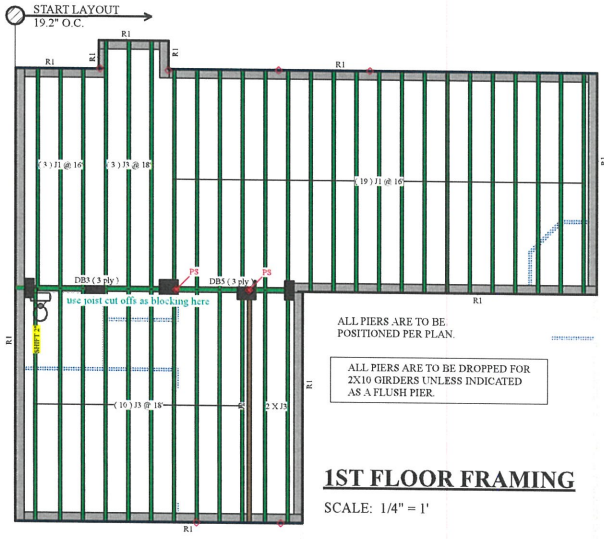 START LAYOUT
19.2" O.C.
R1
R1
R1
R1
R1
( 3 ) J1 @ 16'
( 3 ) J3 @ 18'
( 19 ) J1 @ 16'
R1
P3
DB3 ( 3 ply )
DB5 ( 3 ply )
use joist cut offs as blocking here
R1
SHIFT 2"
R1
ALL PIERS ARE TO BE
POSITIONED PER PLAN.
ALL PIERS ARE TO BE DROPPED FOR
2X10 GIRDERS UNLESS INDICATED
AS A FLUSH PIER.
R1
( 10 ) J3 @ 18'
2 X J3
1ST FLOOR FRAMING
SCALE: 1/4" = 1'
R1